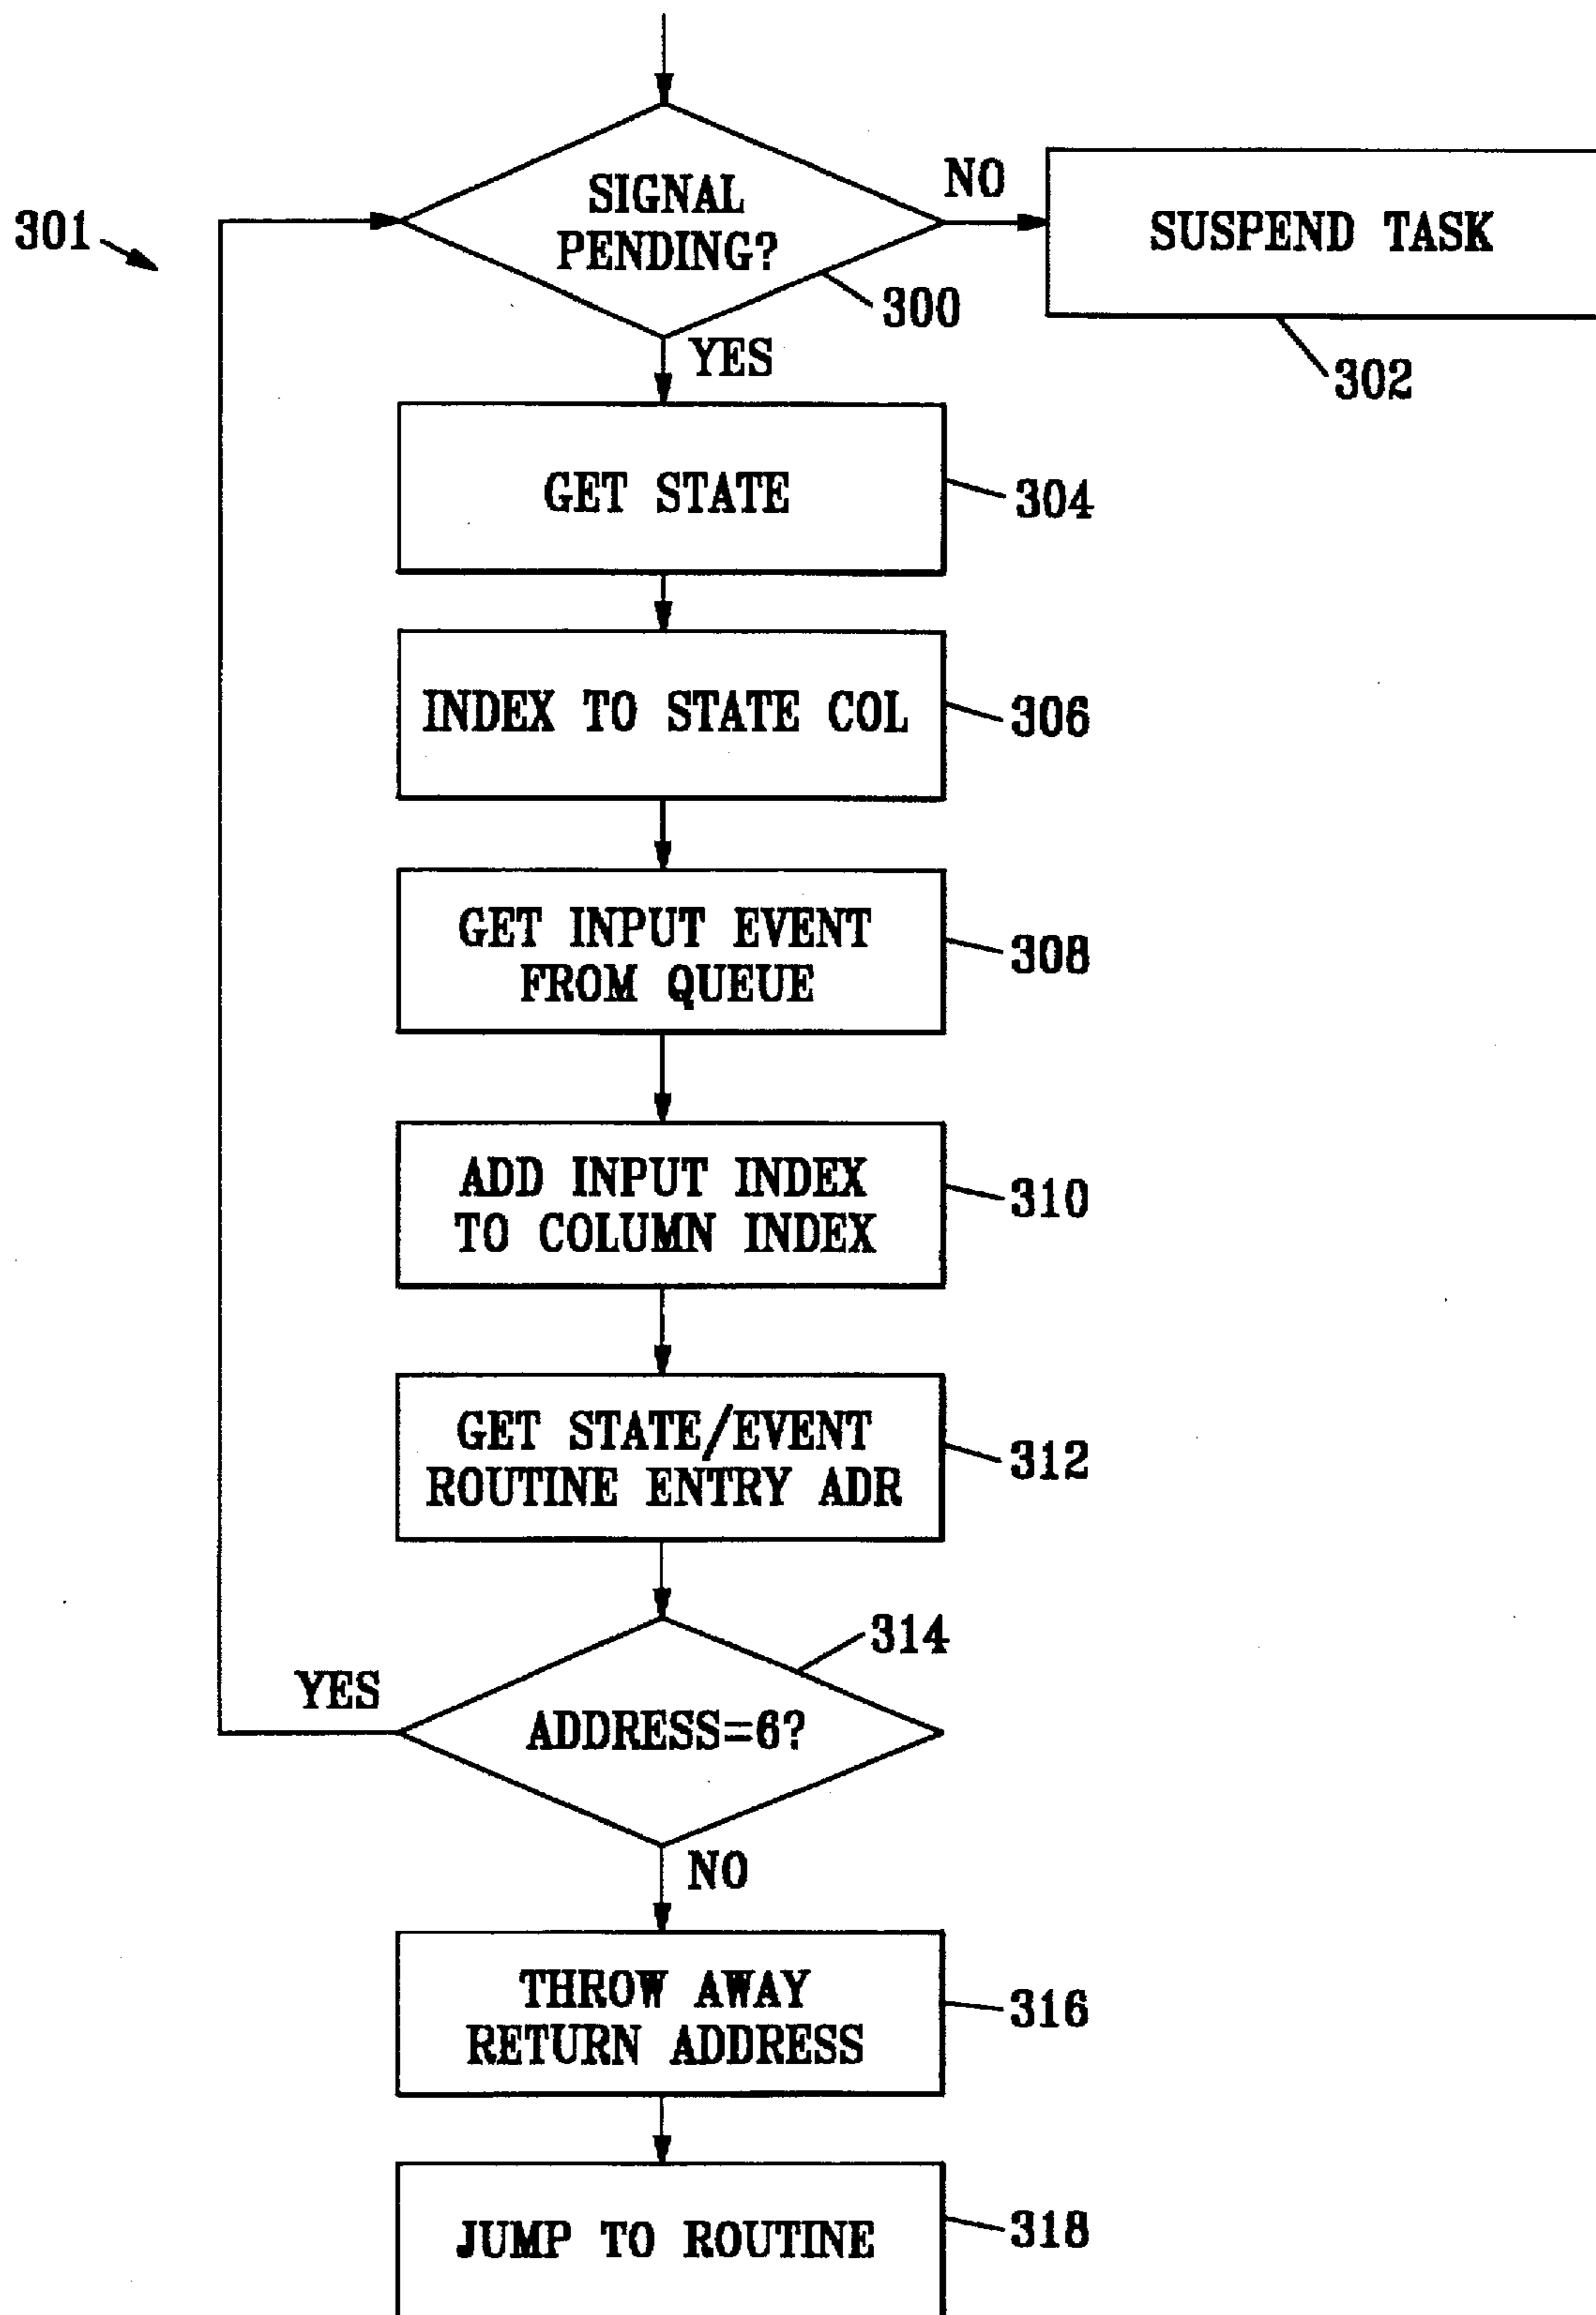 301
SIGNAL
PENDING?
NO
SUSPEND TASK
300
302
YES
GET STATE
304
INDEX TO STATE COL
306
GET INPUT EVENT
FROM QUEUE
308
ADD INPUT INDEX
TO COLUMN INDEX
310
GET STATE/EVENT
ROUTINE ENTRY ADR
312
314
YES
ADDRESS=6?
NO
THROW AWAY
RETURN ADDRESS
316
JUMP TO ROUTINE
318